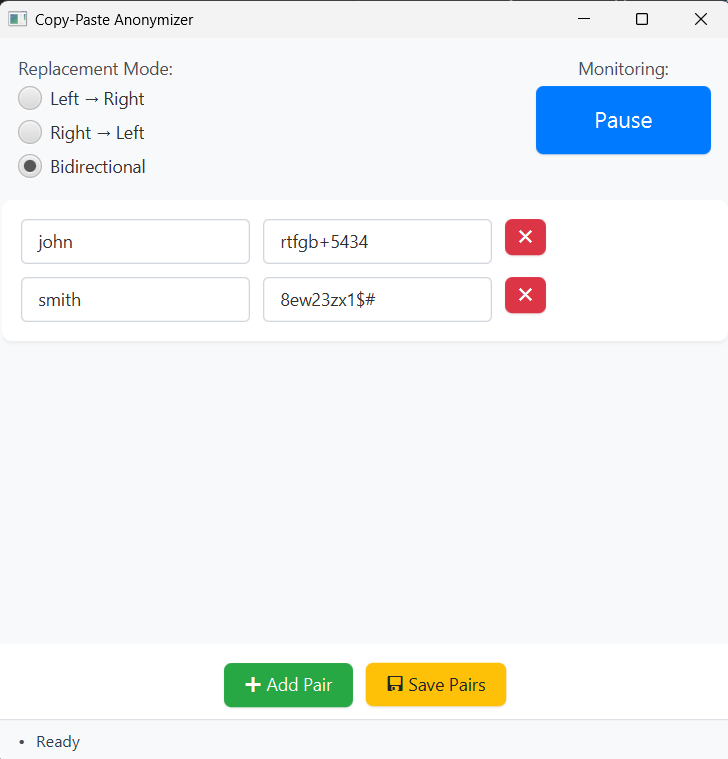 Copy-Paste Anonymizer
Replacement Mode:
Monitoring:
Left → Right
Right → Left
Bidirectional
Pause
john
rtfgb+5434
smith
8ew23zx1$#
Add Pair
Save Pairs
• Ready